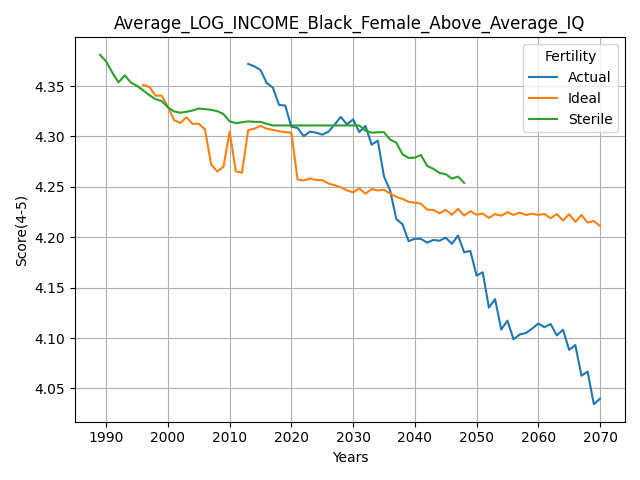 Average_LOG_INCOME_Black_Female_Above_Average_IQ
Fertility
Actual
Ideal
Sterile
Score(4-5)
4.35
4.30
4.25
4.20
4.15
4.10
4.05
1990 2000 2010 2020 2030 2040 2050 2060 2070
Years